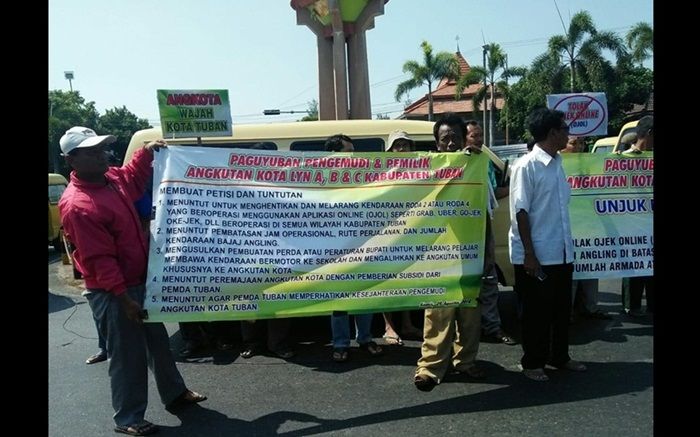 ANGKOTA
WAJAH
KOTA TUBAN
TOLAK
OJEK ONLINE
(OJOL)
PAGUYUBAN PENGEMUDI & PEMILIK
ANGKUTAN KOTA LYN A, B & C KABUPATEN TUBAN
MEMBUAT PETISI DAN TUNTUTAN
1. MENUNTUT UNTUK MENGHENTIKAN DAN MELARANG KENDARAAN RODA 2 ATAU RODA 4
YANG BEROPERASI MENGGUNAKAN APLIKASI ONLINE (OJOL) SEPERTI GRAB, UBER, GO-JEK
OKE-JEK, DLL BEROPERASI DI SEMUA WILAYAH KABUPATEN TUBAN
2. MENUNTUT PEMBATASAN JAM OPERASIONAL, RUTE PERJALANAN, DAN JUMLAH
KENDARAAN BAJAJ ANGLING.
3. MENGUSULKAN PEMBUATAN PERDA ATAU PERATURAN BUPATI UNTUK MELARANG PELAJAR
MEMBAWA KENDARAAN BERMOTOR KE SEKOLAH DAN MENGALIHKAN KE ANGKUTAN UMUM
KHUSUSNYA KE ANGKUTAN KOTA
4. MENUNTUT PEREMAJAAN ANGKUTAN KOTA DENGAN PEMBERIAN SUBSIDI DARI
PEMDA TUBAN.
5. MENUNTUT AGAR PEMDA TUBAN MEMPERHATIKAN KESEJAHTERAAN PENGEMUDI
ANGKUTAN KOTA TUBAN
PAGUYUBAN
ANGKUTAN KOTA
UNJUK
OJEK ONLINE
ANGLING DI BATAS
JUMLAH ARMADA